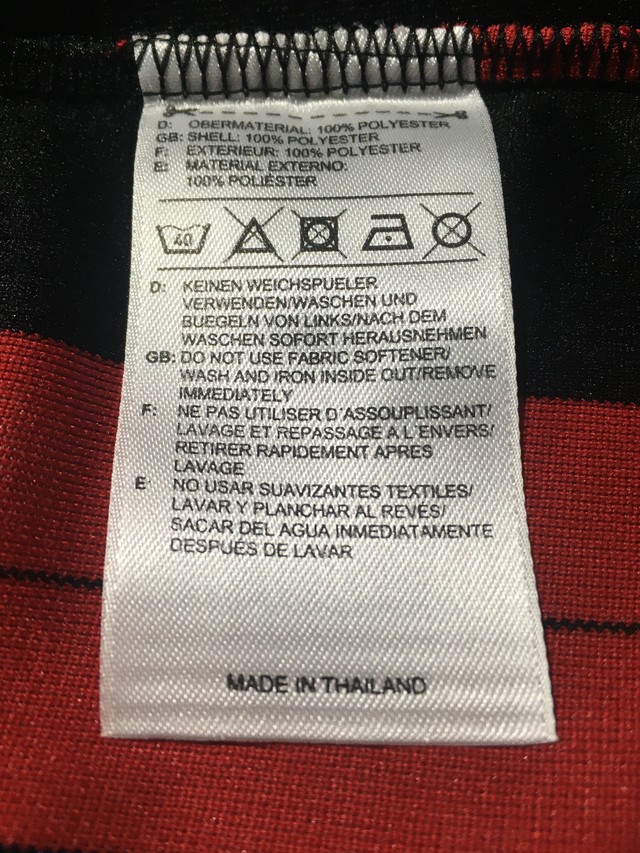 D: OBERMATERIAL: 100% POLYESTER
GB: SHELL: 100% POLYESTER
F: EXTERIEUR: 100% POLYESTER
E: MATERIAL EXTERNO:
100% POLIÉSTER
40
D: KEINEN WEICHSPUELER
VERWENDEN/WASCHEN UND
BUEGELN VON LINKS/NACH DEM
WASCHEN SOFORT HERAUSNEHMEN
GB: DO NOT USE FABRIC SOFTENER/
WASH AND IRON INSIDE OUT/REMOVE
IMMEDIATELY
F: NE PAS UTILISER D'ASSOUPLISSANT/
LAVAGE ET REPASSAGE A L'ENVERS/
RETIRER RAPIDEMENT APRES
LAVAGE
E NO USAR SUAVIZANTES TEXTILES/
LAVAR Y PLANCHAR AL REVÉS/
SACAR DEL AGUA INMEDIATAMENTE
DESPUÉS DE LAVAR
MADE IN THAILAND